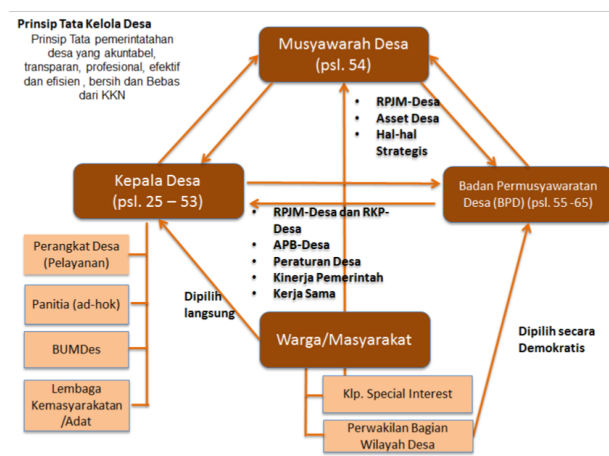 Prinsip Tata Kelola Desa
Prinsip Tata pemerintatahan
desa yang akuntabel,
transparan, profesional, efektif
dan efisien , bersih dan Bebas
dari KKN
Musyawarah Desa
(psl. 54)
• RPJM-Desa
• Asset Desa
• Hal-hal
Strategis
Kepala Desa
(psl. 25 – 53)
Badan Permusyawaratan
Desa (BPD) (psl. 55 -65)
• RPJM-Desa dan RKP-
Desa
• APB-Desa
• Peraturan Desa
• Kinerja Pemerintah
• Kerja Sama
Perangkat Desa
(Pelayanan)
Panitia (ad-hok)
BUMDes
Lembaga
Kemasyarakatan
/Adat
Dipilih
langsung
Warga/Masyarakat
Dipilih secara
Demokratis
Klp. Special Interest
Perwakilan Bagian
Wilayah Desa